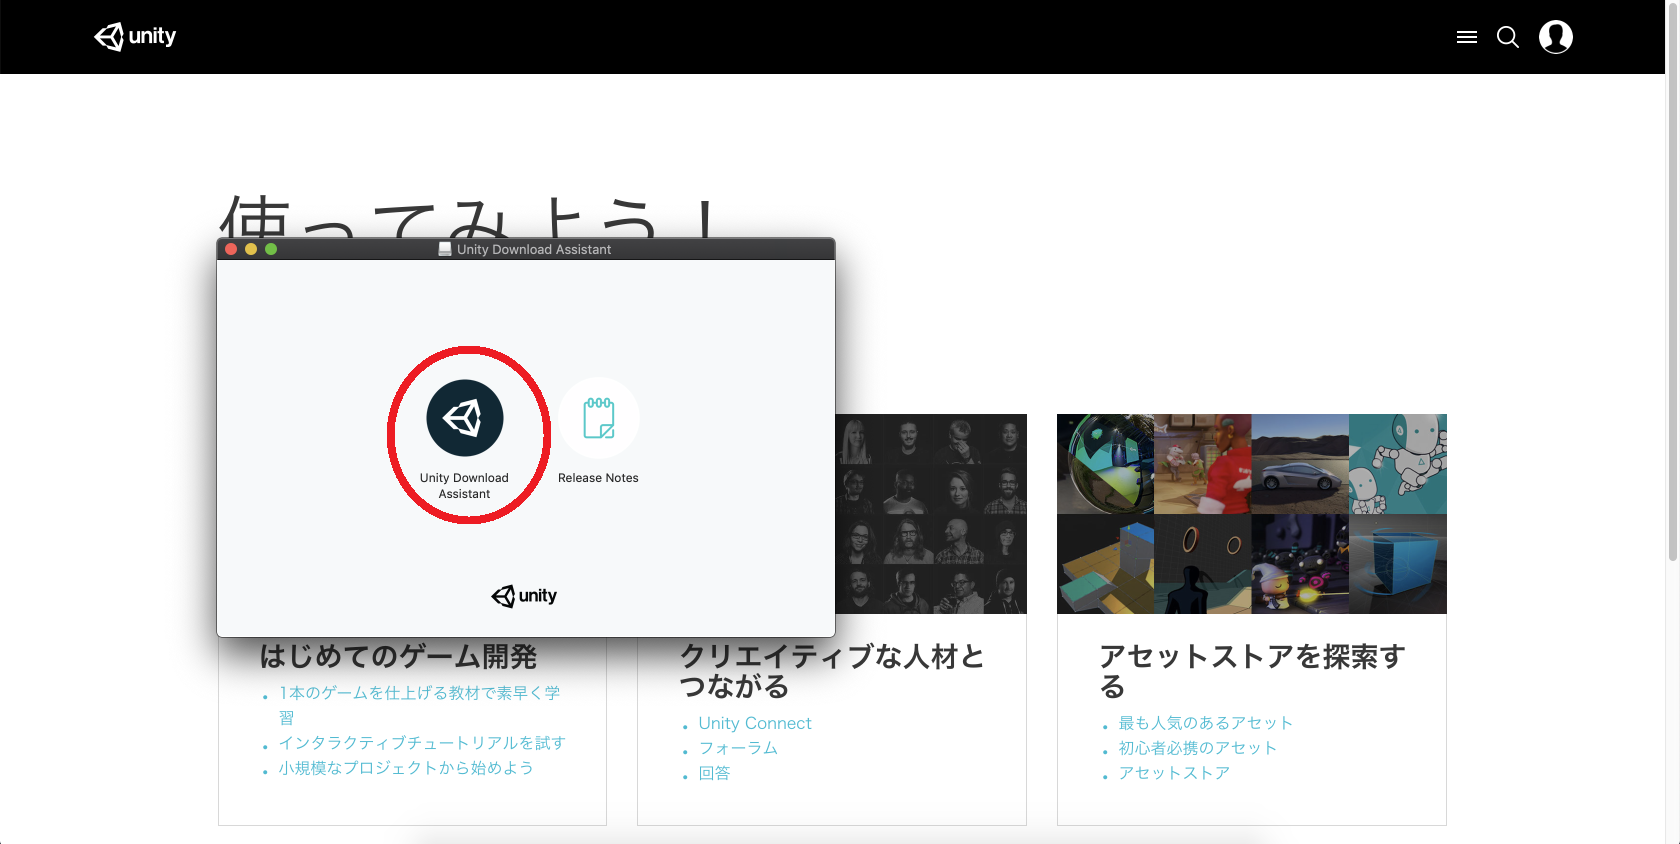 unity
使ってみよう！
Unity Download Assistant
Unity Download
Assistant
Release Notes
unity
はじめてのゲーム開発
1本のゲームを仕上げる教材で素早く学
習
インタラクティブチュートリアルを試す
小規模なプロジェクトから始めよう
クリエイティブな人材と
つながる
Unity Connect
フォーラム
回答
アセットストアを探索す
る
最も人気のあるアセット
初心者必携のアセット
アセットストア